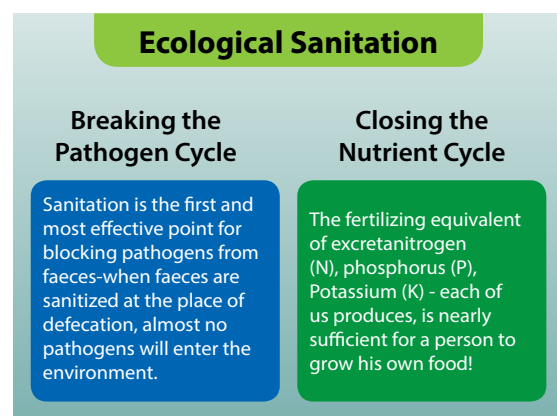 Ecological Sanitation
Breaking the
Pathogen Cycle
Sanitation is the first and
most effective point for
blocking pathogens from
faeces-when faeces are
sanitized at the place of
defecation, almost no
pathogens will enter the
environment.
Closing the
Nutrient Cycle
The fertilizing equivalent
of excretanitrogen
(N), phosphorus (P),
Potassium (K) - each of
us produces, is nearly
sufficient for a person to
grow his own food!